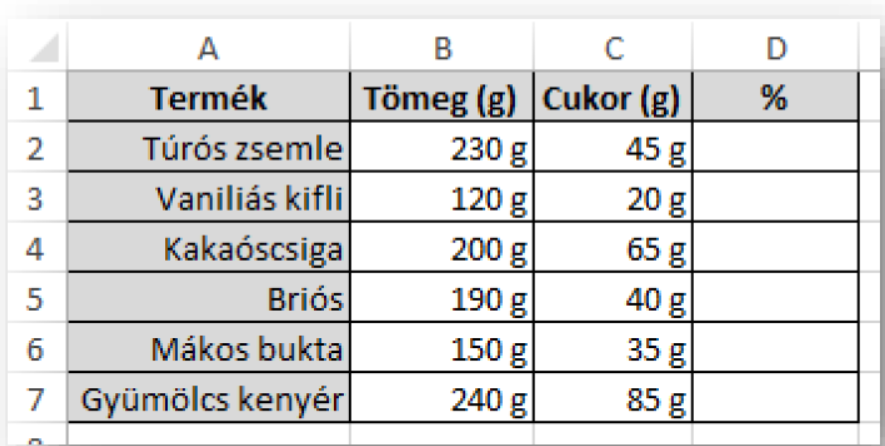 A B C D
1 Termék Tömeg (g) Cukor (g) %
2 Túrós zsemle 230 g 45 g
3 Vaniliás kifli 120 g 20 g
4 Kakaóscsiga 200 g 65 g
5 Briós 190 g 40 g
6 Mákos bukta 150 g 35 g
7 Gyümölcs kenyér 240 g 85 g